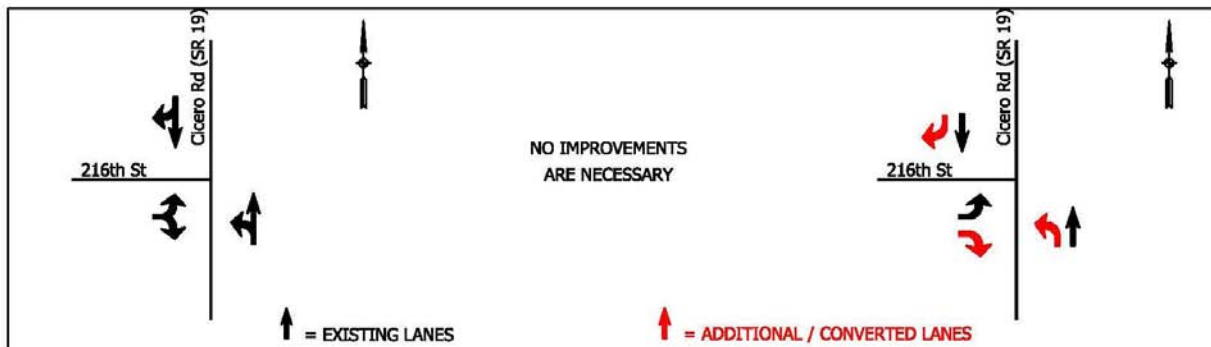 Cicero Rd (SR 19)
216th St
NO IMPROVEMENTS
ARE NECESSARY
Cicero Rd (SR 19)
216th St
= EXISTING LANES
= ADDITIONAL / CONVERTED LANES